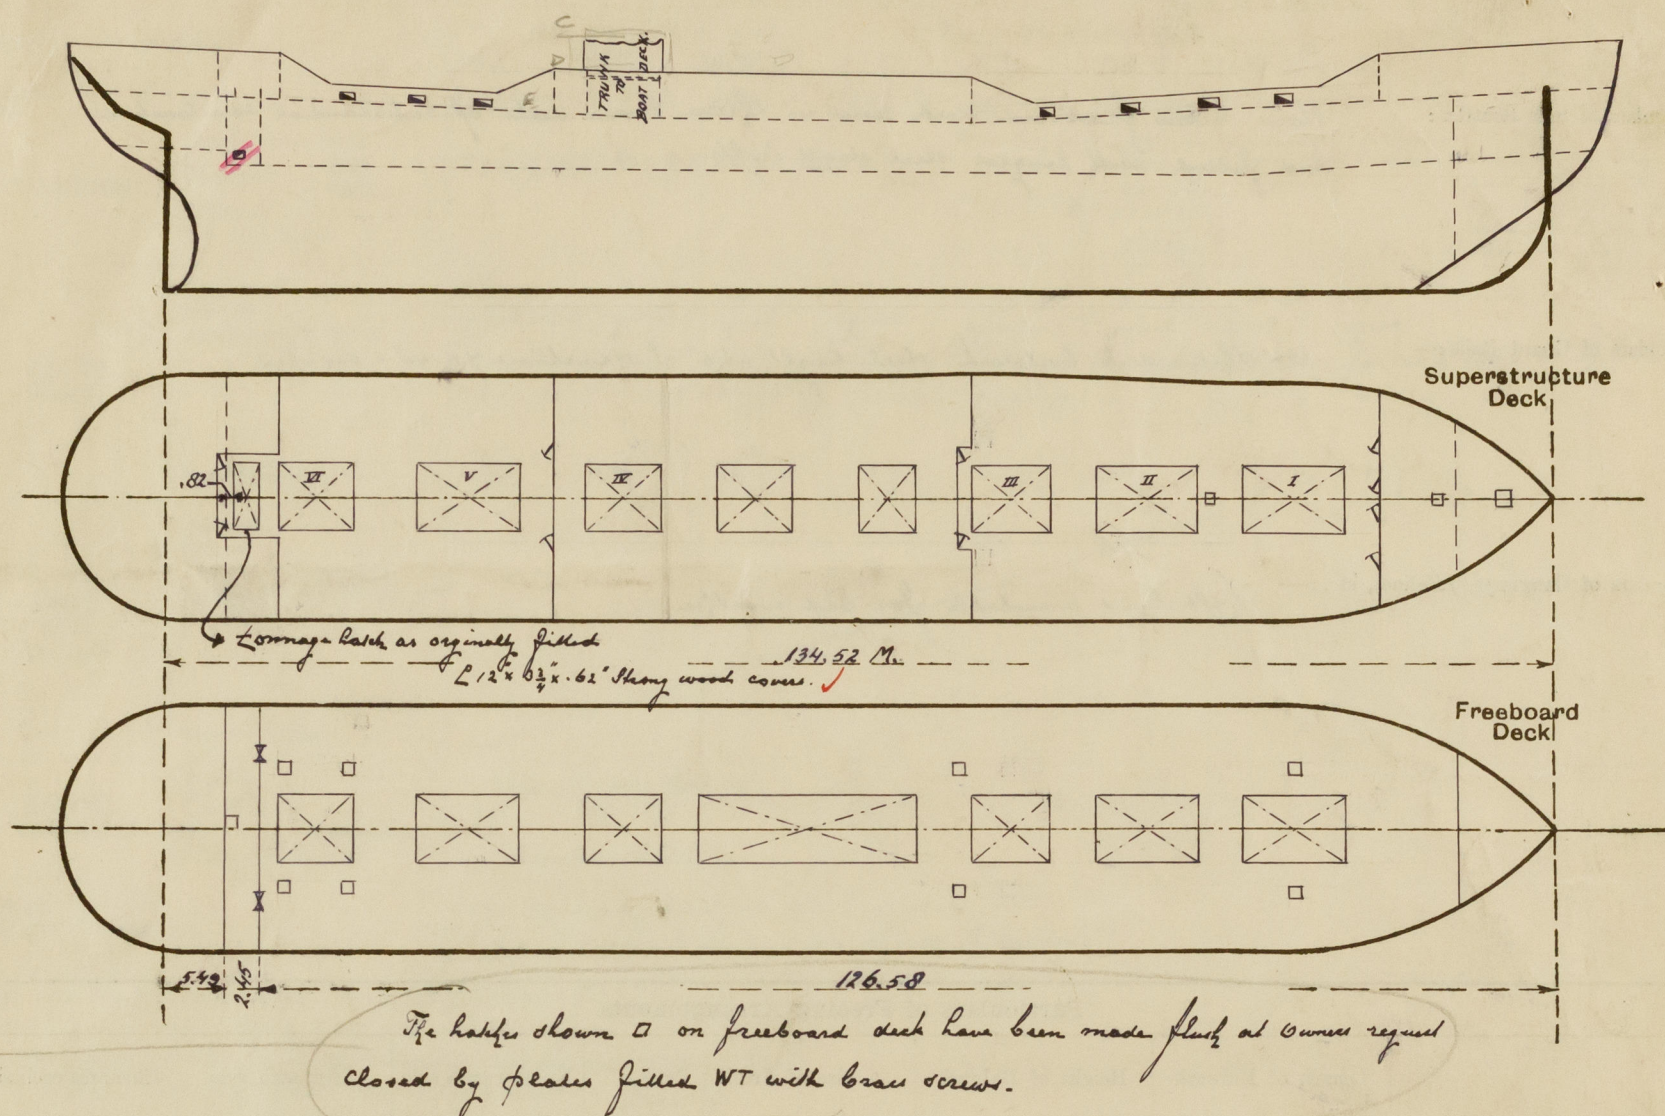 C
TRUNK
TO
BOAT DECK.
Superstructure
Deck
.82
VI
V
IV
III
II
I
Tonnage hatch as orginally fitted
134.52 M.
L 12" x 3¾" x .62" Strong wood covers.
Freeboard
Deck
5.49
2.45
126.58
The hatches shown □ on freeboard deck have been made flush at Owners request
closed by plates fitted WT with brass screws.